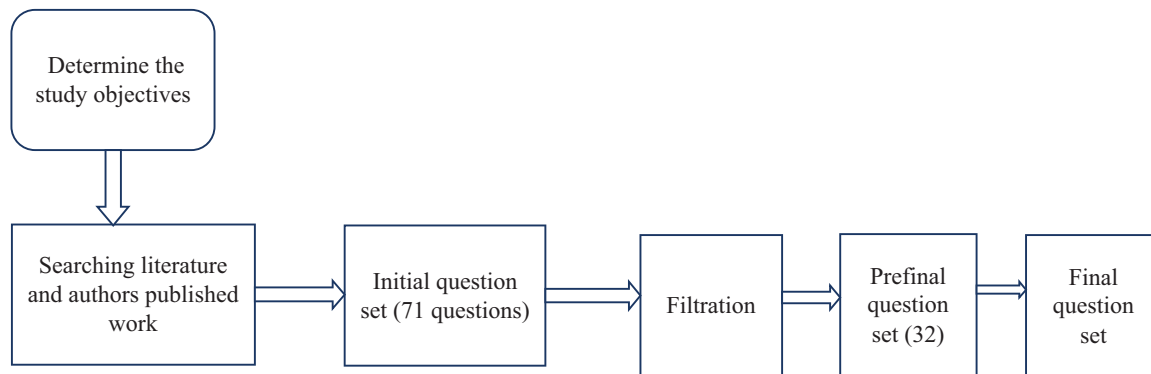 Determine the
study objectives
Searching literature
and authors published
work
Initial question
set (71 questions)
Filtration
Prefinal
question
set (32)
Final
question
set